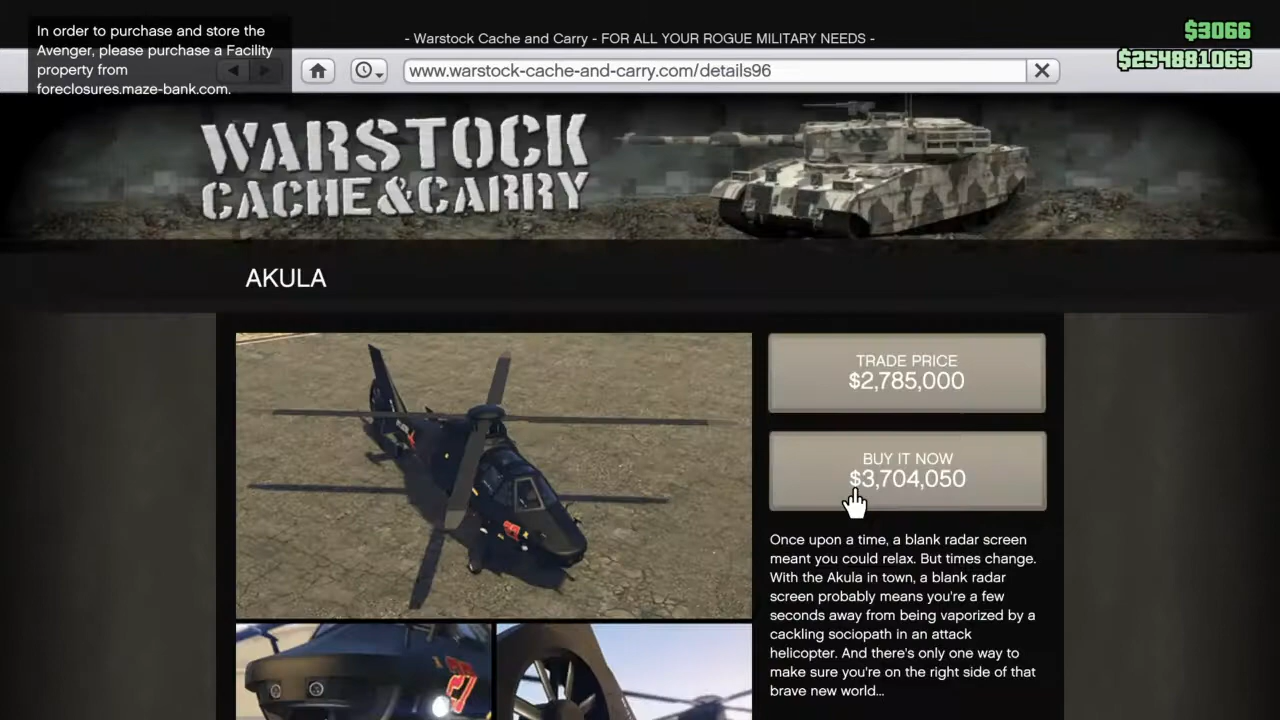 In order to purchase and store the
Avenger, please purchase a Facility
property from
foreclosures.maze-bank.com.
- Warstock Cache and Carry - FOR ALL YOUR ROGUE MILITARY NEEDS -
$3066
$254881063
www.warstock-cache-and-carry.com/details96
WARSTOCK
CACHE&CARRY
AKULA
TRADE PRICE
$2,785,000
BUY IT NOW
$3,704,050
Once upon a time, a blank radar screen
meant you could relax. But times change.
With the Akula in town, a blank radar
screen probably means you're a few
seconds away from being vaporized by a
cackling sociopath in an attack
helicopter. And there's only one way to
make sure you're on the right side of that
brave new world...
27